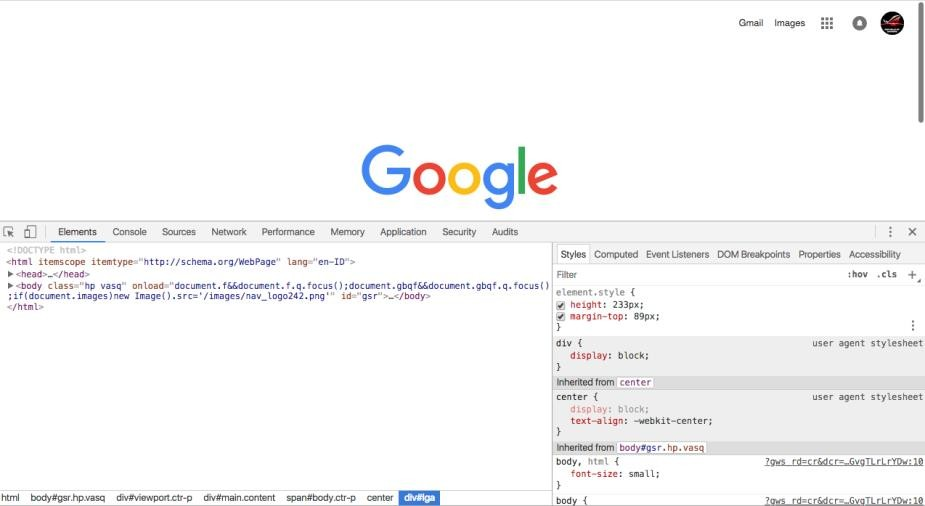 Gmail Images
Google
Elements Console Sources Network Performance Memory Application Security Audits
<!DOCTYPE html>
<html itemscope itemtype="http://schema.org/WebPage" lang="en-ID">
<head>…</head>
<body class="hp vasq" onload="document.f&&document.f.q.focus();document.gbqf&&document.gbqf.q.focus()
;if(document.images)new Image().src='/images/nav_logo242.png'" id="gsr">…</body>
</html>
html body#gsr.hp.vasq div#viewport.ctr-p div#main.content span#body.ctr-p center div#lga
Styles Computed Event Listeners DOM Breakpoints Properties Accessibility
Filter :hov .cls +
element.style {
height: 233px;
margin-top: 89px;
}
div { user agent stylesheet
display: block;
}
Inherited from center
center { user agent stylesheet
display: block;
text-align: -webkit-center;
}
Inherited from body#gsr.hp.vasq
body, html { ?gws_rd=cr&dcr=…GvgTLrLrYDw:10
font-size: small;
}
body { ?gws_rd=cr&dcr=…GvgTLrLrYDw:10